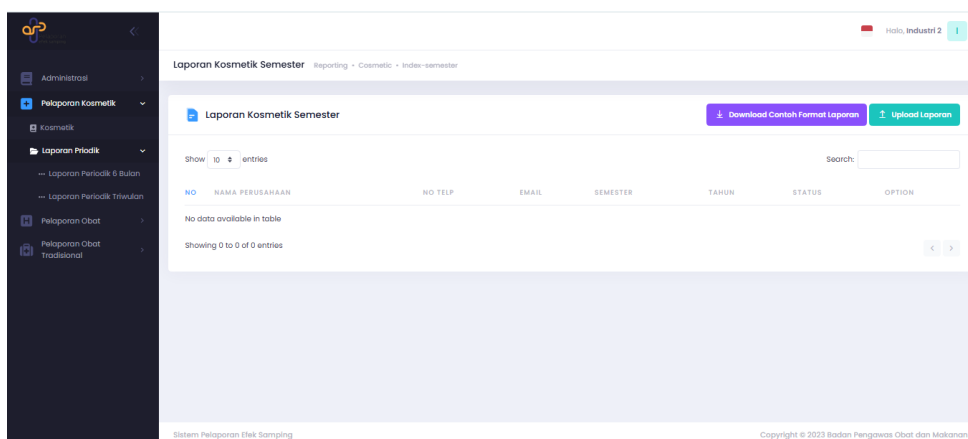 Halo, Industri 2 I
Laporan Kosmetik Semester Reporting • Cosmetic • Index-semester
Administrasi
Pelaporan Kosmetik
Kosmetik
Laporan Priodik
Laporan Periodik 6 Bulan
Laporan Periodik Triwulan
Pelaporan Obat
Pelaporan Obat
Tradisional
Laporan Kosmetik Semester
Download Contoh Format Laporan
Upload Laporan
Show 10 entries
Search:
NO NAMA PERUSAHAAN NO TELP EMAIL SEMESTER TAHUN STATUS OPTION
No data available in table
Showing 0 to 0 of 0 entries
Sistem Pelaporan Efek Samping
Copyright © 2023 Badan Pengawas Obat dan Makanan